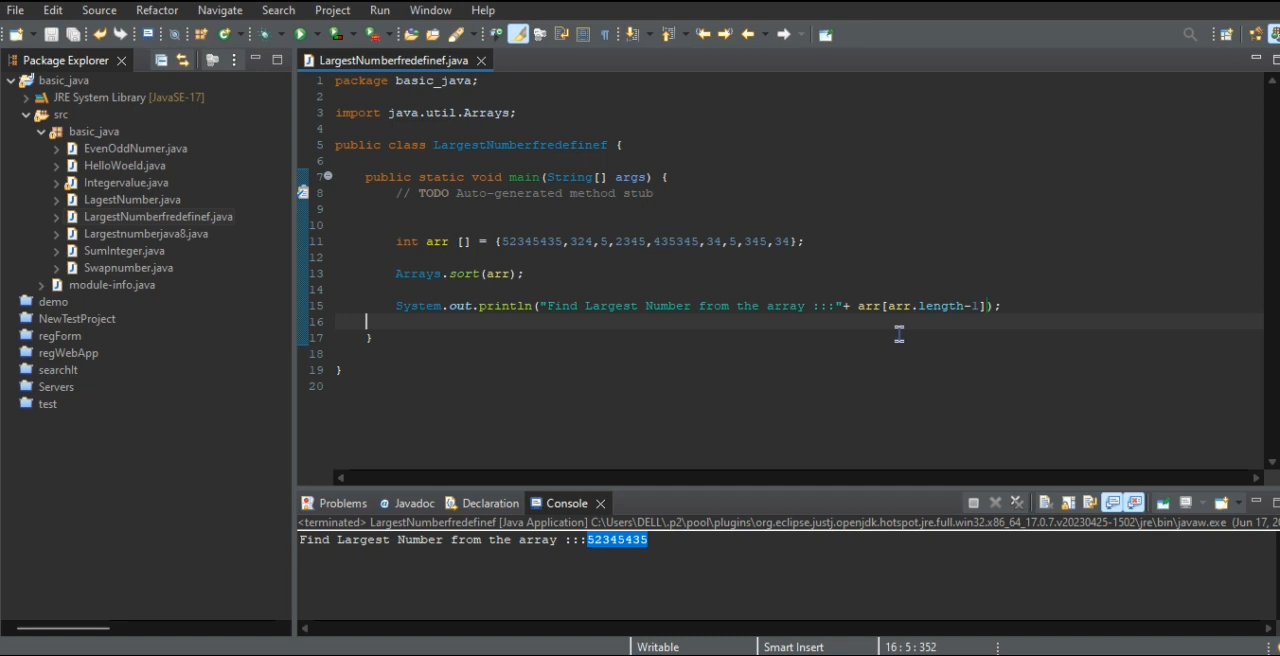 File Edit Source Refactor Navigate Search Project Run Window Help
Package Explorer
basic_java
JRE System Library [JavaSE-17]
src
basic_java
EvenOddNumer.java
HelloWoeld.java
Integervalue.java
LagestNumber.java
LargestNumberfredefinef.java
Largestnumberjava8.java
SumInteger.java
Swapnumber.java
module-info.java
demo
NewTestProject
regForm
regWebApp
searchIt
Servers
test
LargestNumberfredefinef.java
1 package basic_java;
2
3 import java.util.Arrays;
4
5 public class LargestNumberfredefinef {
6
7 public static void main(String[] args) {
8 // TODO Auto-generated method stub
9
10
11 int arr [] = {52345435,324,5,2345,435345,34,5,345,34};
12
13 Arrays.sort(arr);
14
15 System.out.println("Find Largest Number from the array :::"+ arr[arr.length-1]);
16
17 }
18
19 }
20
Problems Javadoc Declaration Console
<terminated> LargestNumberfredefinef [Java Application] C:\Users\DELL\.p2\pool\plugins\org.eclipse.justj.openjdk.hotspot.jre.full.win32.x86_64_17.0.7.v20230425-1502\jre\bin\javaw.exe (Jun 17, 2
Find Largest Number from the array :::52345435
Writable Smart Insert 16 : 5 : 352